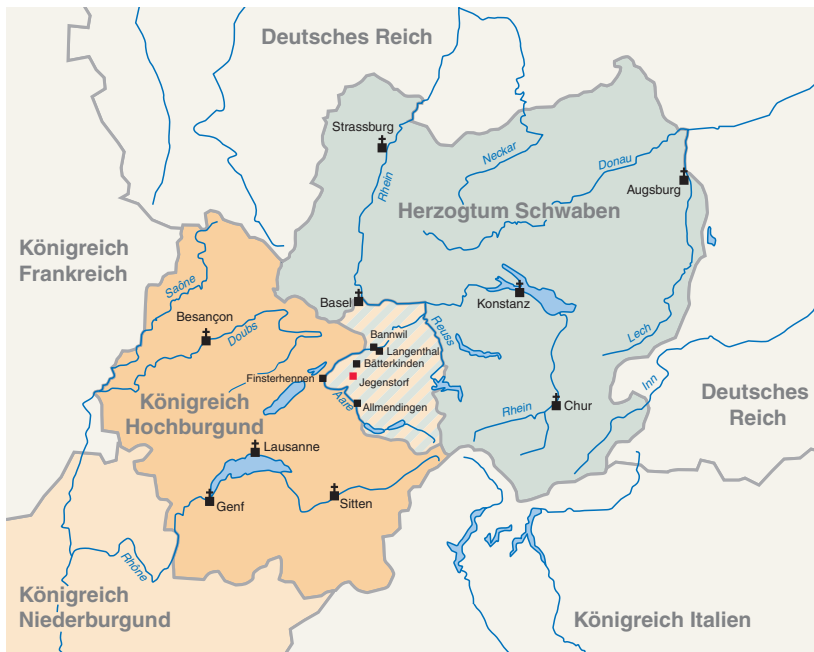 Deutsches Reich
Strassburg
Neckar
Donau
Rhein
Augsburg
Herzogtum Schwaben
Königreich
Frankreich
Saône
Basel
Konstanz
Besançon
Doubs
Reuss
Bannwil
Langenthal
Lech
Bätterkinden
Finsterhennen
Jegenstorf
Inn
Deutsches
Reich
Königreich
Hochburgund
Aare
Allmendingen
Rhein
Chur
Lausanne
Genf
Sitten
Rhône
Königreich
Niederburgund
Königreich Italien